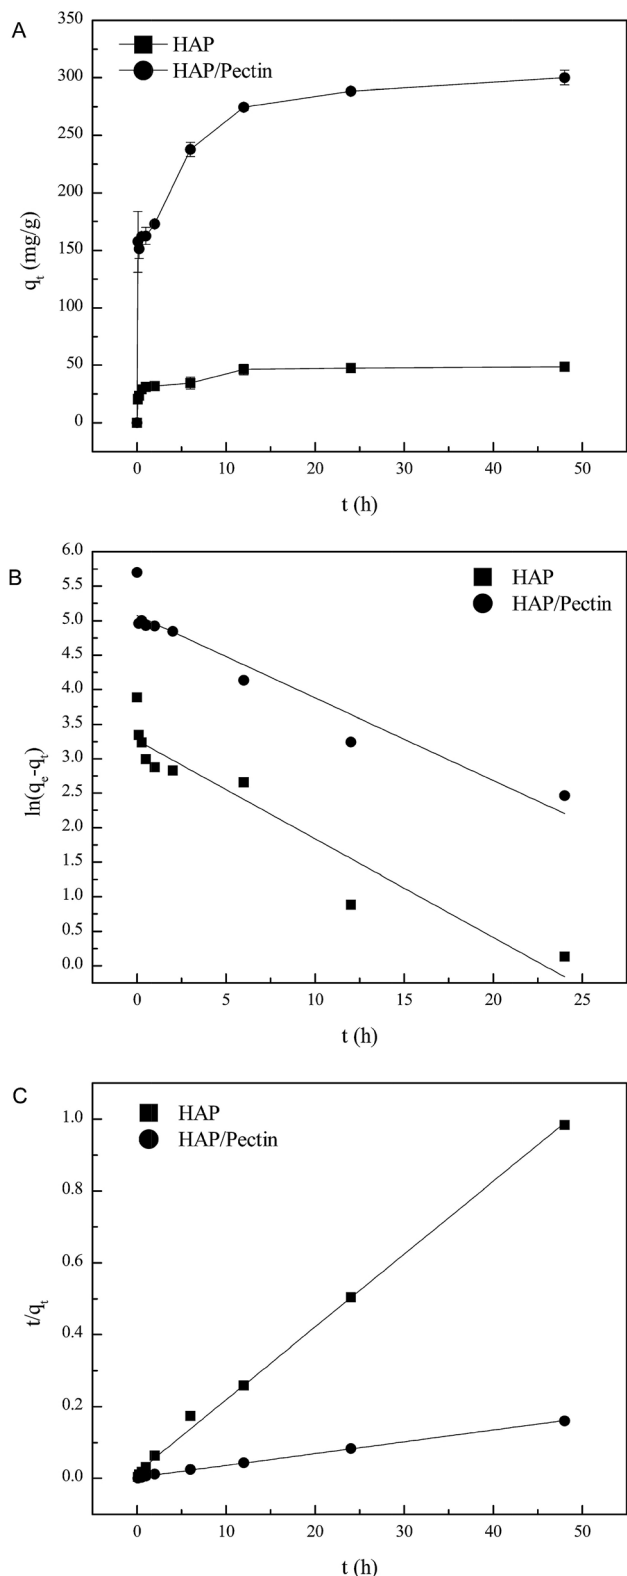 A
HAP
HAP/Pectin
350
300
250
200
150
100
50
0
q_t (mg/g)
0 10 20 30 40 50
t (h)
B
HAP
HAP/Pectin
6.0
5.5
5.0
4.5
4.0
3.5
3.0
2.5
2.0
1.5
1.0
0.5
0.0
ln(q_e-q_t)
0 5 10 15 20 25
t (h)
C
HAP
HAP/Pectin
1.0
0.8
0.6
0.4
0.2
0.0
t/q_t
0 10 20 30 40 50
t (h)